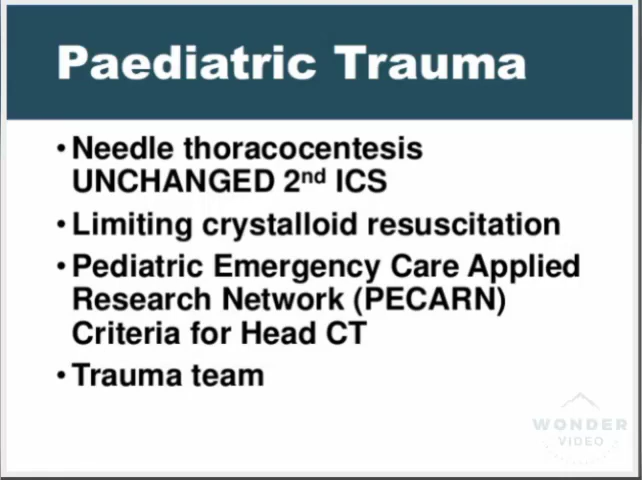 Paediatric Trauma
• Needle thoracocentesis
UNCHANGED 2nd ICS
• Limiting crystalloid resuscitation
• Pediatric Emergency Care Applied
Research Network (PECARN)
Criteria for Head CT
• Trauma team
WONDER
VIDEO